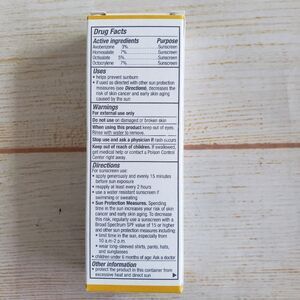 Drug Facts
Active ingredients Purpose
Avobenzone 3% Sunscreen
Homosalate 7% Sunscreen
Octisalate 5% Sunscreen
Octocrylene 7% Sunscreen
Uses
• helps prevent sunburn
• if used as directed with other sun protection
measures (see Directions), decreases the
risk of skin cancer and early skin aging
caused by the sun
Warnings
For external use only
Do not use on damaged or broken skin
When using this product keep out of eyes.
Rinse with water to remove.
Stop use and ask a physician if rash occurs
Keep out of reach of children. If swallowed,
get medical help or contact a Poison Control
Center right away.
Directions
For sunscreen use:
• apply generously and evenly 15 minutes
before sun exposure
• reapply at least every 2 hours
• use a water resistant sunscreen if
swimming or sweating
• Sun Protection Measures. Spending
time in the sun increases your risk of skin
cancer and early skin aging. To decrease
this risk, regularly use a sunscreen with a
Broad Spectrum SPF value of 15 or higher
and other sun protection measures including:
• limit time in the sun, especially from
10 a.m-2 p.m.
• wear long-sleeved shirts, pants, hats,
and sunglasses
• children under 6 months of age: Ask a doctor
Other information
• protect the product in this container from
excessive heat and direct sun